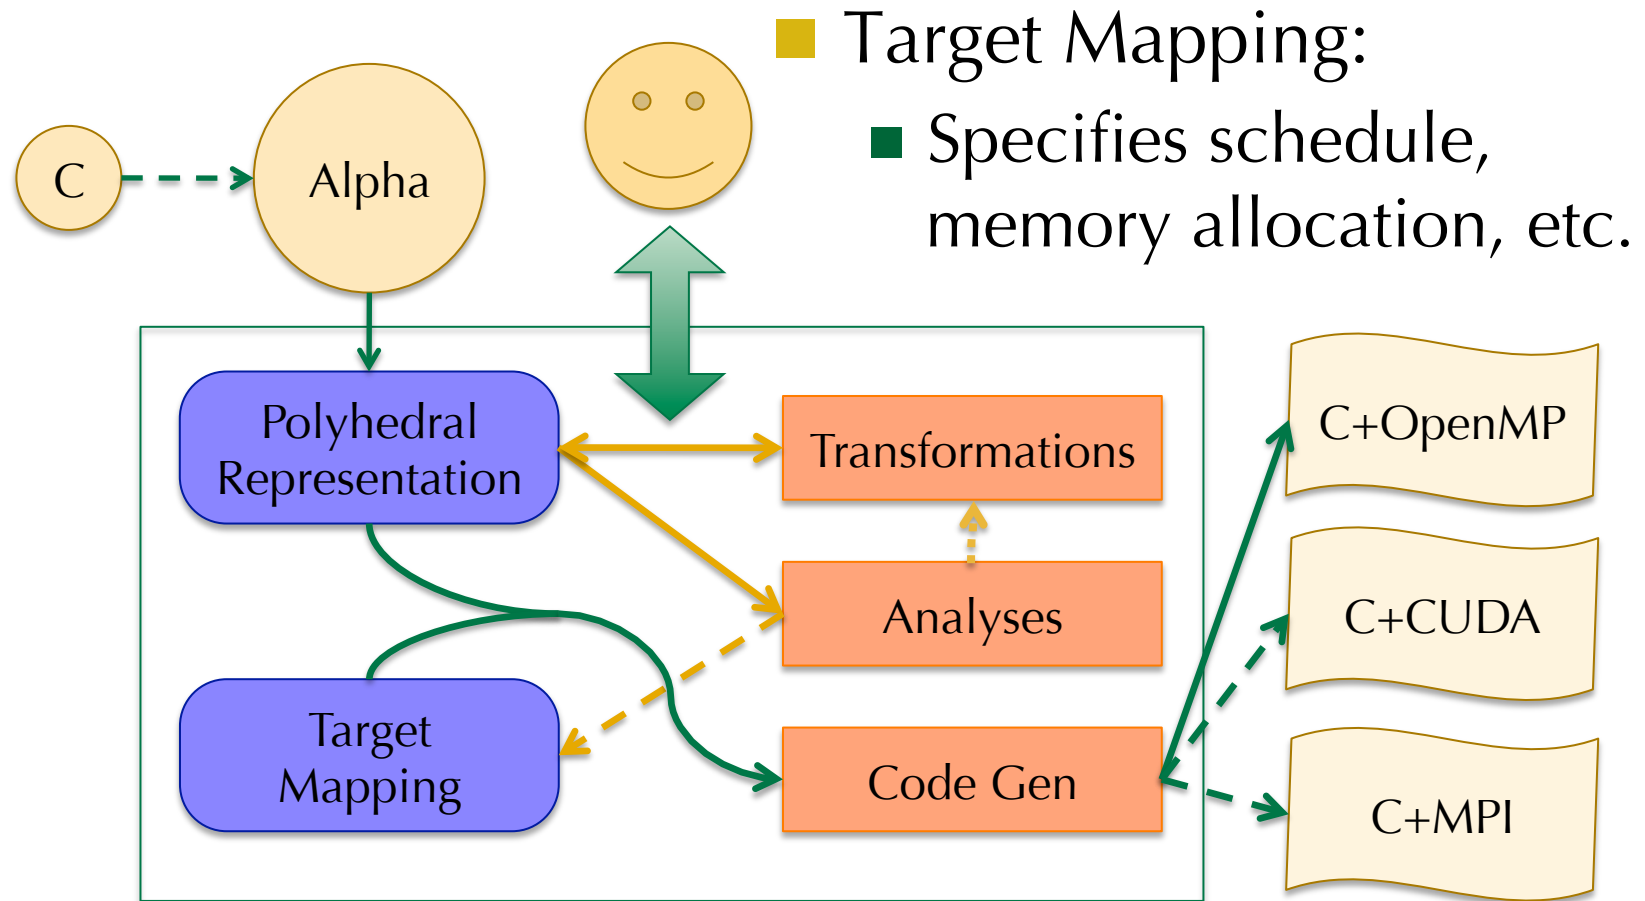 Target Mapping:
Specifies schedule,
memory allocation, etc.
C
Alpha
Polyhedral
Representation
Transformations
Analyses
Target
Mapping
Code Gen
C+OpenMP
C+CUDA
C+MPI